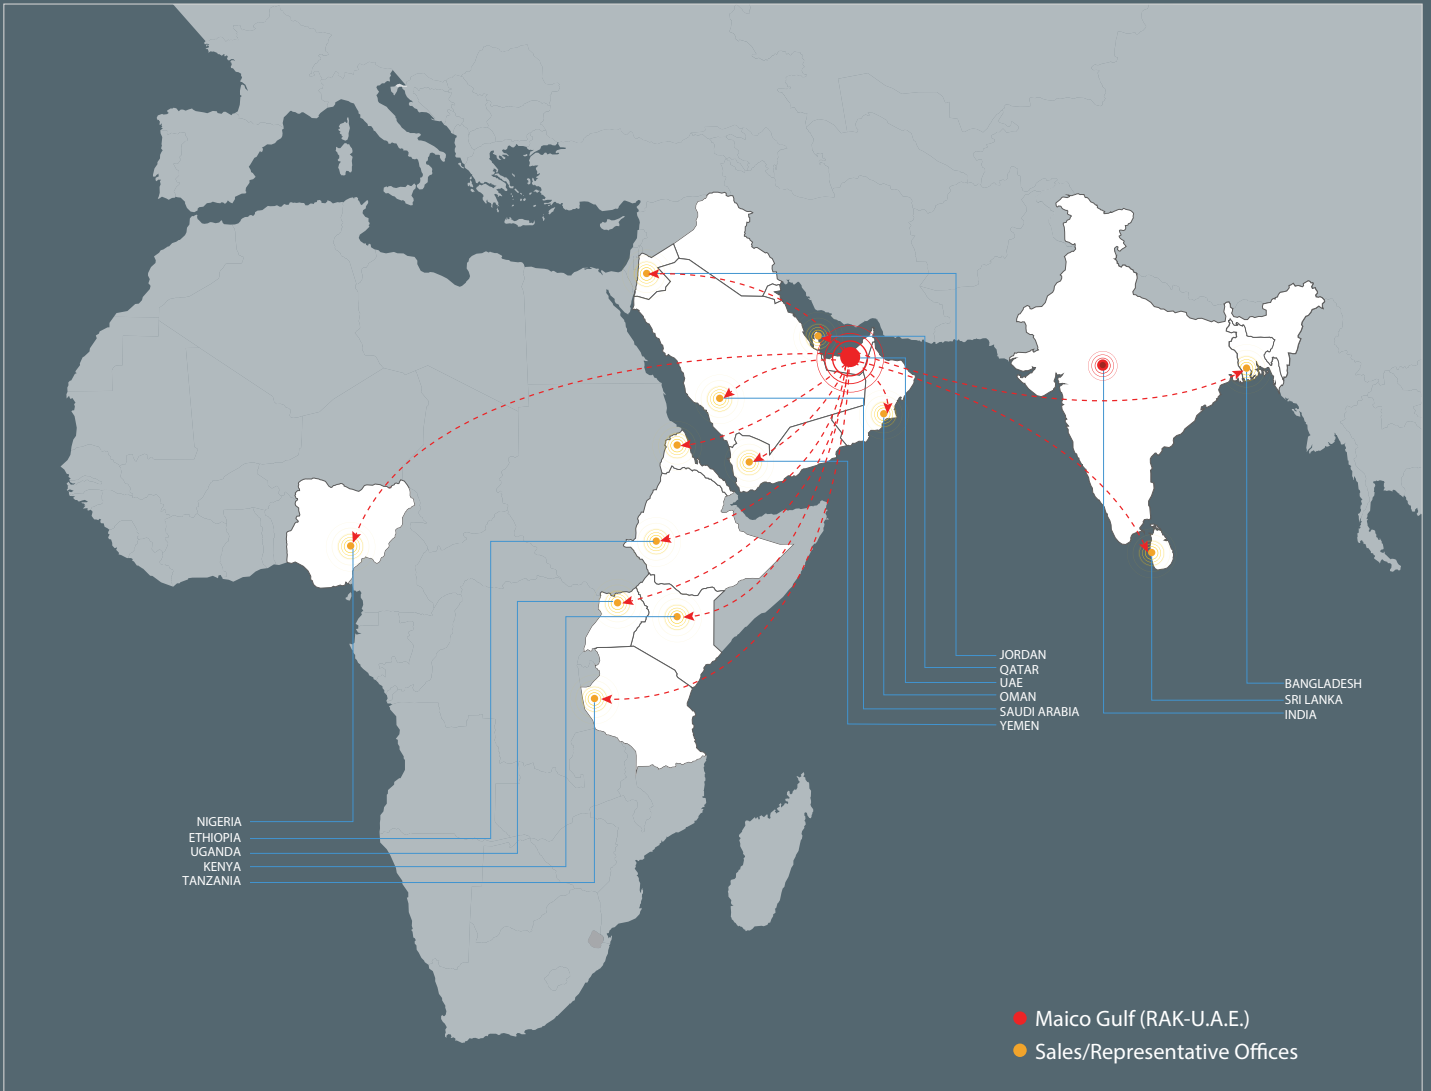 JORDAN
QATAR
UAE
OMAN
SAUDI ARABIA
YEMEN
BANGLADESH
SRI LANKA
INDIA
NIGERIA
ETHIOPIA
UGANDA
KENYA
TANZANIA
Maico Gulf (RAK-U.A.E.)
Sales/Representative Offices